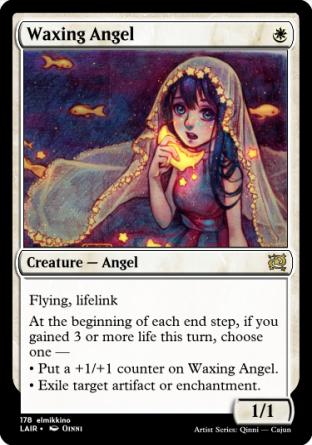 Waxing Angel
Creature — Angel
Flying, lifelink
At the beginning of each end step, if you
gained 3 or more life this turn, choose
one —
• Put a +1/+1 counter on Waxing Angel.
• Exile target artifact or enchantment.
1/1
178 elmikkino
LAIR • Qinni
Artist Series: Qinni — Cajun